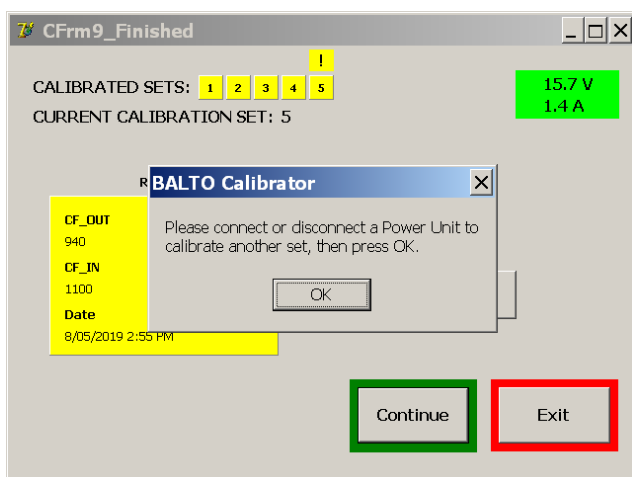 CFrm9_Finished
!
CALIBRATED SETS: 1 2 3 4 5
15.7 V
1.4 A
CURRENT CALIBRATION SET: 5
R
BALTO Calibrator
Please connect or disconnect a Power Unit to
calibrate another set, then press OK.
OK
CF_OUT
940
CF_IN
1100
Date
8/05/2019 2:55 PM
Continue
Exit